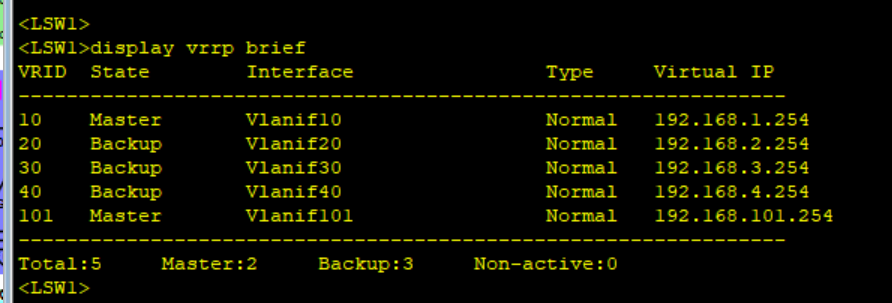 <LSW1>
<LSW1>display vrrp brief
VRID  State        Interface                Type     Virtual IP
----------------------------------------------------------------
10    Master       Vlanif10                 Normal   192.168.1.254
20    Backup       Vlanif20                 Normal   192.168.2.254
30    Backup       Vlanif30                 Normal   192.168.3.254
40    Backup       Vlanif40                 Normal   192.168.4.254
101   Master       Vlanif101                Normal   192.168.101.254
----------------------------------------------------------------
Total:5     Master:2     Backup:3     Non-active:0
<LSW1>